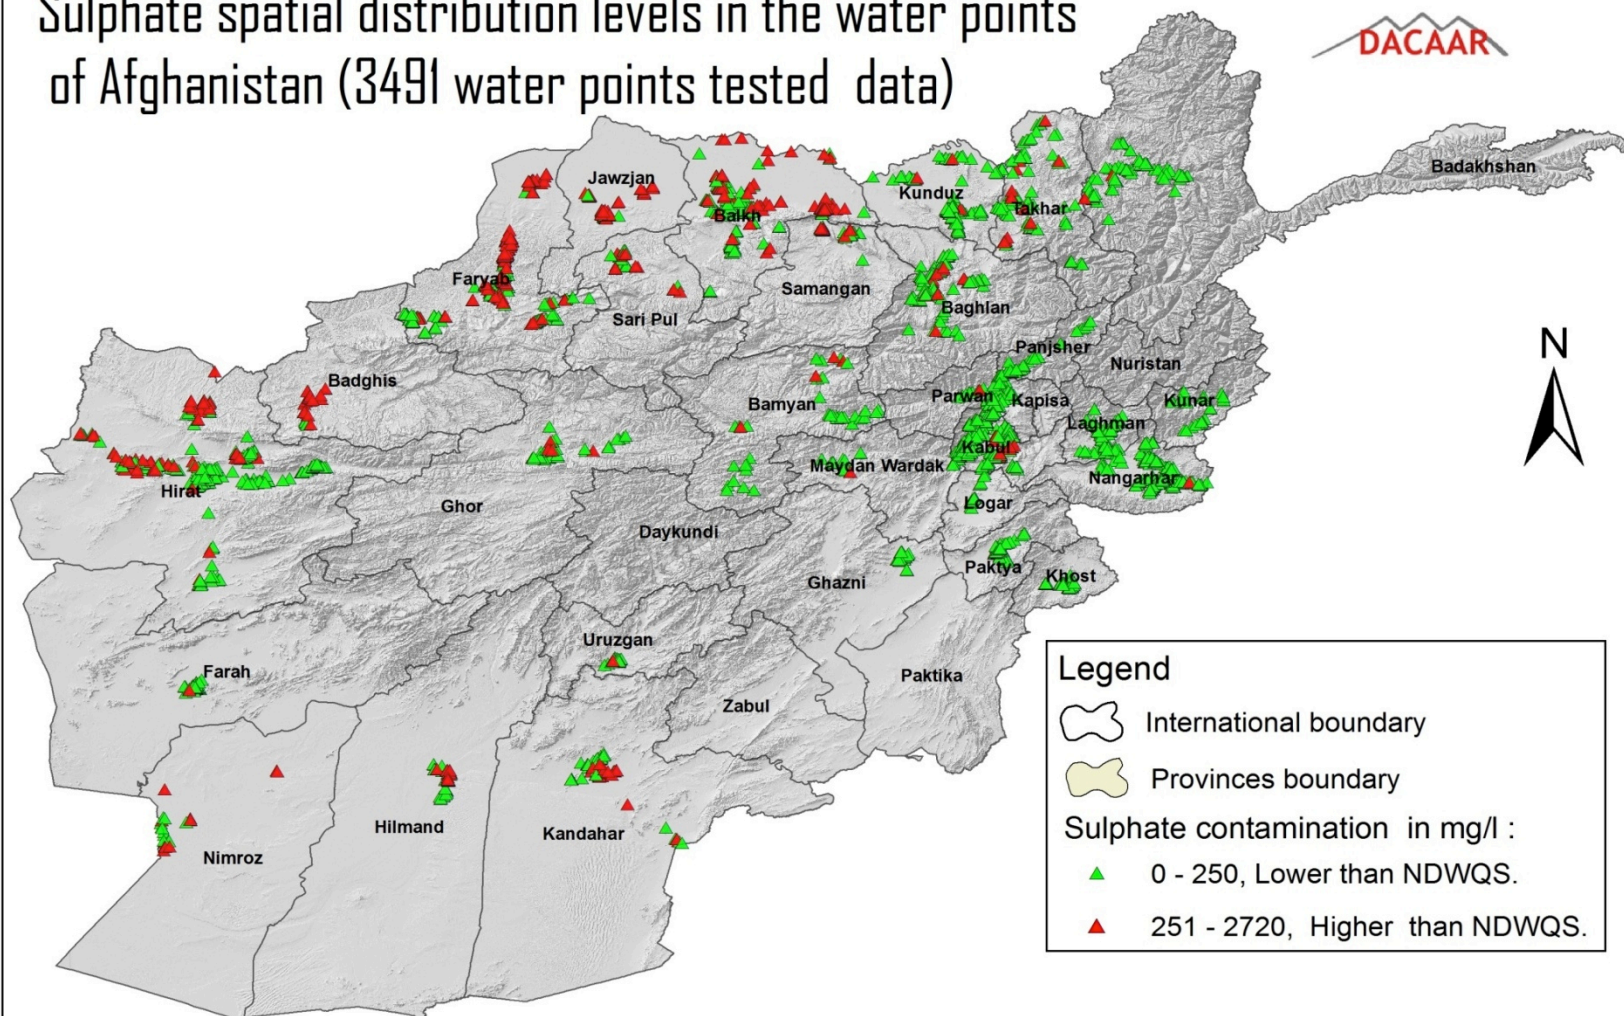 Sulphate spatial distribution levels in the water points
of Afghanistan (3491 water points tested data)
DACAAR
Badakhshan
Jawzjan
Kunduz
Takhar
Balkh
Faryab
Samangan
Baghlan
Sari Pul
Panjsher
Nuristan
N
Badghis
Bamyan
Parwan
Kapisa
Kunar
Laghman
Kabul
Maydan Wardak
Nangarhar
Hirat
Ghor
Logar
Daykundi
Paktya
Khost
Ghazni
Uruzgan
Farah
Paktika
Zabul
Hilmand
Kandahar
Nimroz
Legend
International boundary
Provinces boundary
Sulphate contamination in mg/l :
0 - 250, Lower than NDWQS.
251 - 2720, Higher than NDWQS.